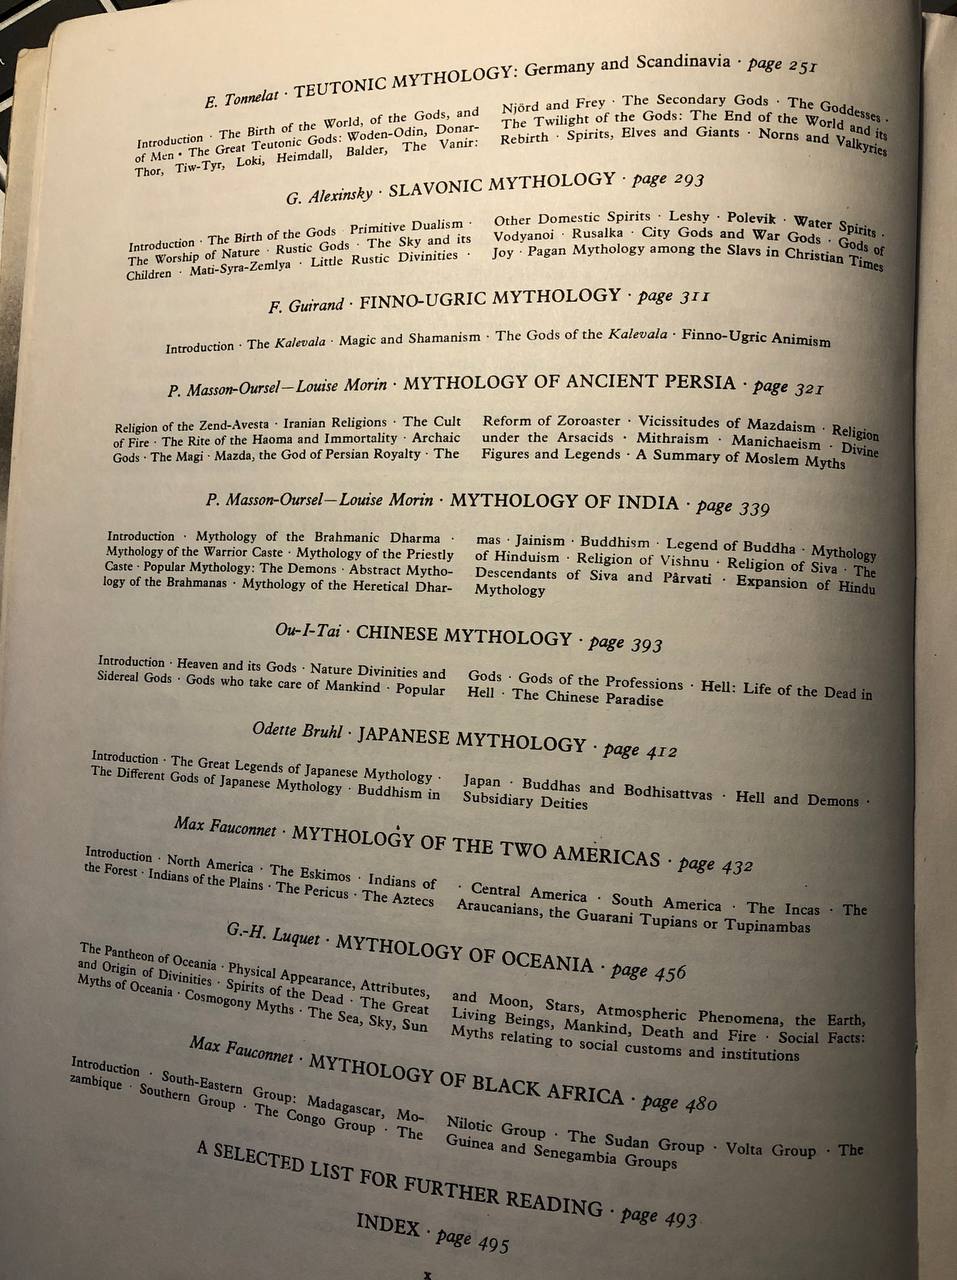 E. Tonnelat · TEUTONIC MYTHOLOGY: Germany and Scandinavia · page 251
Introduction · The Birth of the World, of the Gods, and
of Men · The Great Teutonic Gods: Woden-Odin, Donar-
Thor, Tiw-Tyr, Loki, Heimdall, Balder, The Vanir:
Njörd and Frey · The Secondary Gods · The Goddesses ·
The Twilight of the Gods: The End of the World and its
Rebirth · Spirits, Elves and Giants · Norns and Valkyries
G. Alexinsky · SLAVONIC MYTHOLOGY · page 293
Introduction · The Birth of the Gods · Primitive Dualism ·
The Worship of Nature · Rustic Gods · The Sky and its
Children · Mati-Syra-Zemlya · Little Rustic Divinities ·
Other Domestic Spirits · Leshy · Polevik · Water Spirits ·
Vodyanoi · Rusalka · City Gods and War Gods · Gods of
Joy · Pagan Mythology among the Slavs in Christian Times
F. Guirand · FINNO-UGRIC MYTHOLOGY · page 311
Introduction · The Kalevala · Magic and Shamanism · The Gods of the Kalevala · Finno-Ugric Animism
P. Masson-Oursel—Louise Morin · MYTHOLOGY OF ANCIENT PERSIA · page 321
Religion of the Zend-Avesta · Iranian Religions · The Cult
of Fire · The Rite of the Haoma and Immortality · Archaic
Gods · The Magi · Mazda, the God of Persian Royalty · The
Reform of Zoroaster · Vicissitudes of Mazdaism · Religion
under the Arsacids · Mithraism · Manichaeism · Divine
Figures and Legends · A Summary of Moslem Myths
P. Masson-Oursel—Louise Morin · MYTHOLOGY OF INDIA · page 339
Introduction · Mythology of the Brahmanic Dharma ·
Mythology of the Warrior Caste · Mythology of the Priestly
Caste · Popular Mythology: The Demons · Abstract Mytho-
logy of the Brahmanas · Mythology of the Heretical Dhar-
mas · Jainism · Buddhism · Legend of Buddha · Mythology
of Hinduism · Religion of Vishnu · Religion of Siva · The
Descendants of Siva and Pârvati · Expansion of Hindu
Mythology
Ou-I-Tai · CHINESE MYTHOLOGY · page 393
Introduction · Heaven and its Gods · Nature Divinities and
Sidereal Gods · Gods who take care of Mankind · Popular
Gods · Gods of the Professions · Hell: Life of the Dead in
Hell · The Chinese Paradise
Odette Bruhl · JAPANESE MYTHOLOGY · page 412
Introduction · The Great Legends of Japanese Mythology ·
The Different Gods of Japanese Mythology · Buddhism in
Japan · Buddhas and Bodhisattvas · Hell and Demons ·
Subsidiary Deities
Max Fauconnet · MYTHOLOGY OF THE TWO AMERICAS · page 432
Introduction · North America · The Eskimos · Indians of
the Forest · Indians of the Plains · The Pericus · The Aztecs
· Central America · South America · The Incas · The
Araucanians, the Guarani Tupians or Tupinambas
G.-H. Luquet · MYTHOLOGY OF OCEANIA · page 456
The Pantheon of Oceania · Physical Appearance, Attributes,
and Origin of Divinities · Spirits of the Dead · The Great
Myths of Oceania · Cosmogony Myths · The Sea, Sky, Sun
and Moon, Stars, Atmospheric Phenomena, the Earth,
Living Beings, Mankind, Death and Fire · Social Facts:
Myths relating to social customs and institutions
Max Fauconnet · MYTHOLOGY OF BLACK AFRICA · page 480
Introduction · South-Eastern Group: Madagascar, Mo-
zambique · Southern Group · The Congo Group · The
Nilotic Group · The Sudan Group · Volta Group · The
Guinea and Senegambia Groups
A SELECTED LIST FOR FURTHER READING · page 493
INDEX · page 495
x